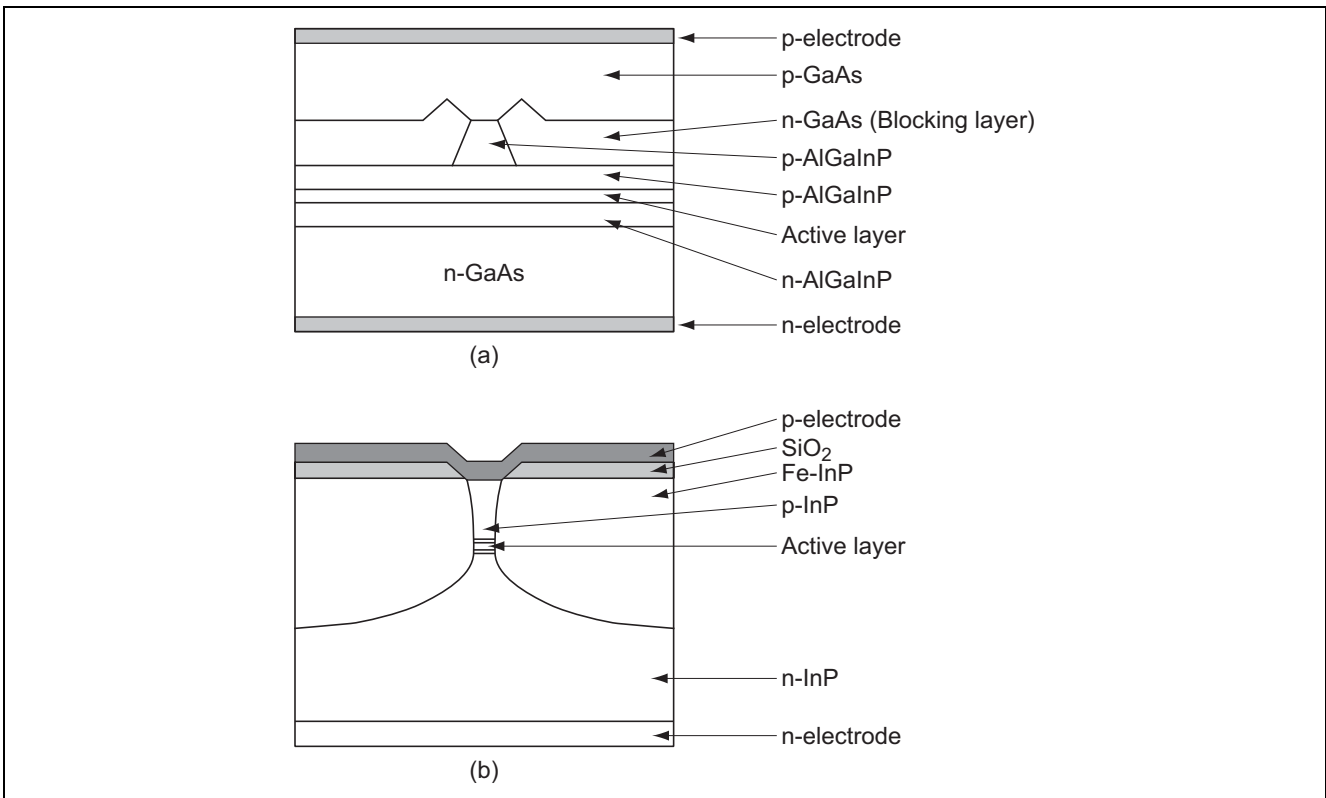 p-electrode
p-GaAs
n-GaAs (Blocking layer)
p-AlGaInP
p-AlGaInP
Active layer
n-GaAs
n-AlGaInP
n-electrode
(a)
p-electrode
SiO2
Fe-InP
p-InP
Active layer
n-InP
n-electrode
(b)